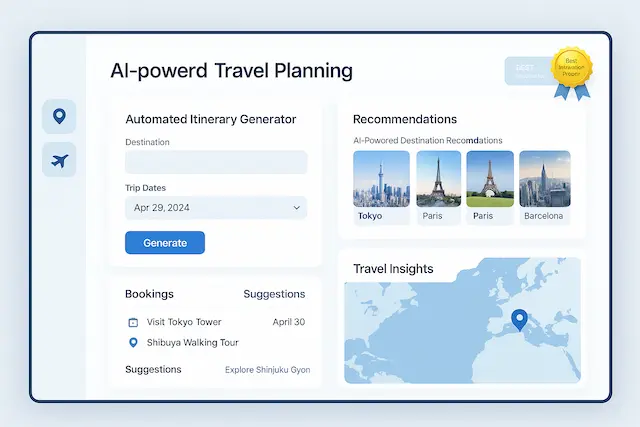 AI-powerd Travel Planning
Best
Innovation
Automated Itinerary Generator
Destination
Trip Dates
Apr 29, 2024
Generate
Recommendations
AI-Powored Destination Recomdations
Tokyo
Paris
Paris
Barcelona
Bookings
Suggestions
Visit Tokyo Tower
April 30
Shibuya Walking Tour
Suggestions
Explore Shinjuku Gyon
Travel Insights